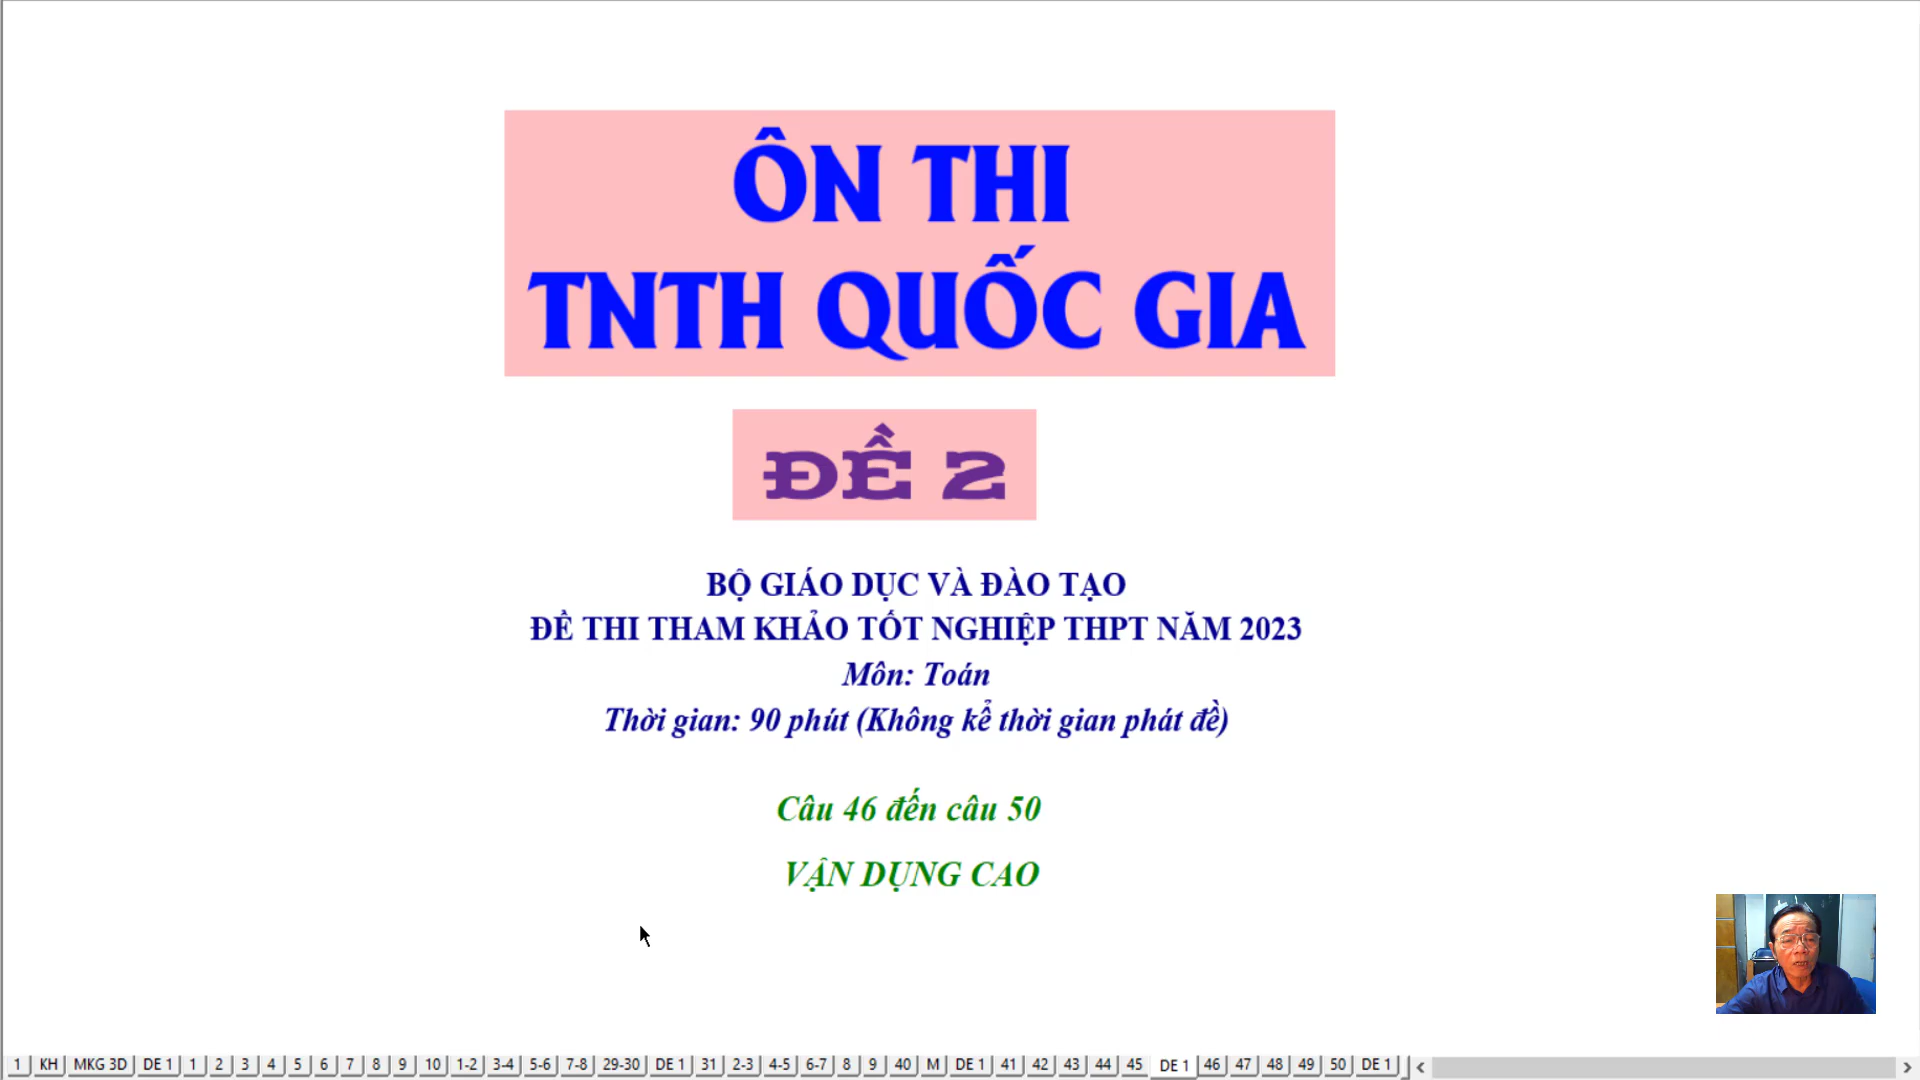 ÔN THI
TNTH QUỐC GIA
ĐỀ 2
BỘ GIÁO DỤC VÀ ĐÀO TẠO
ĐỀ THI THAM KHẢO TỐT NGHIỆP THPT NĂM 2023
Môn: Toán
Thời gian: 90 phút (Không kể thời gian phát đề)
Câu 46 đến câu 50
VẬN DỤNG CAO
1 KH MKG 3D DE 1 1 2 3 4 5 6 7 8 9 10 1-2 3-4 5-6 7-8 29-30 DE 1 31 2-3 4-5 6-7 8 9 40 M DE 1 41 42 43 44 45 DE 1 46 47 48 49 50 DE 1